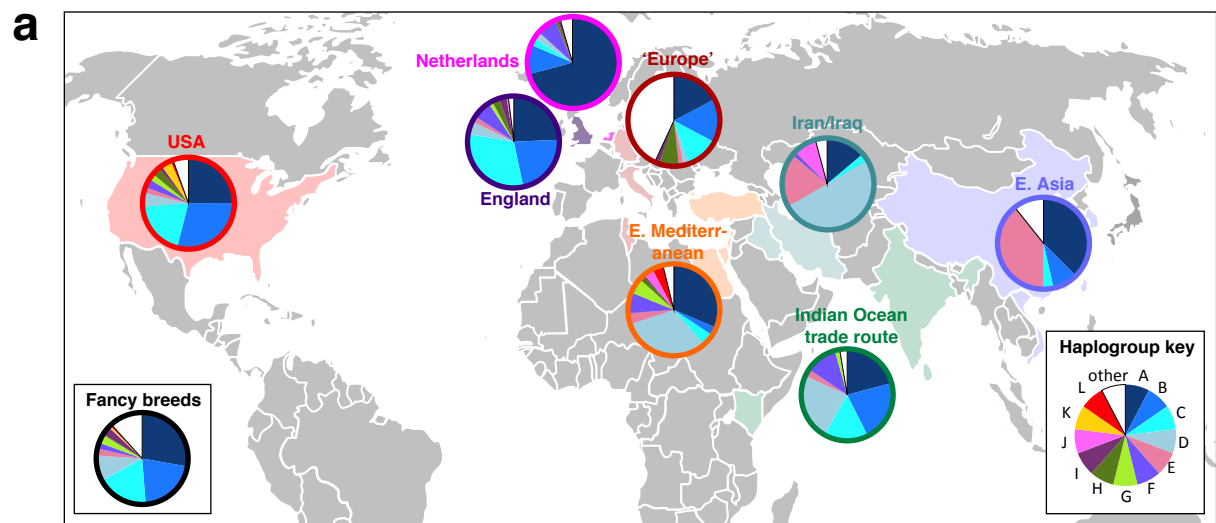 a
Netherlands
‘Europe’
USA
Iran/Iraq
E. Asia
England
E. Mediterr-
anean
Indian Ocean
trade route
Fancy breeds
Haplogroup key
other
A
B
C
D
E
F
G
H
I
J
K
L